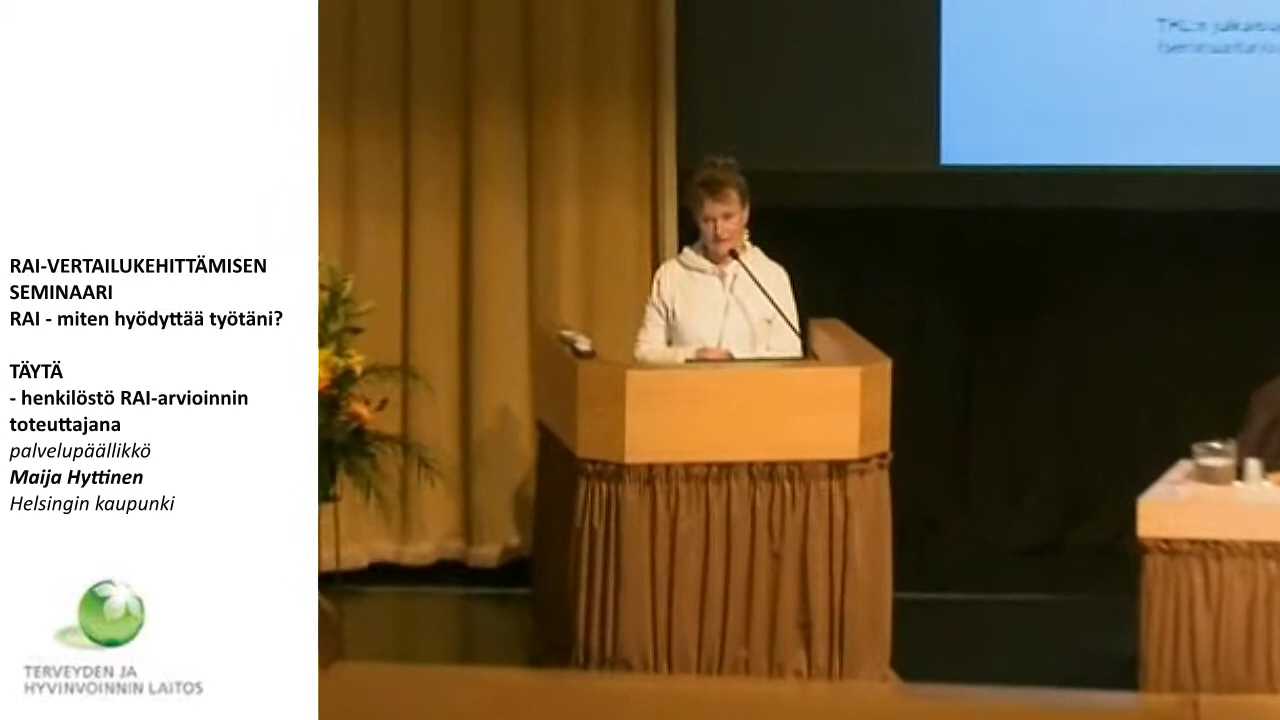 RAI-VERTAILUKEHITTÄMISEN
SEMINAARI
RAI - miten hyödyttää työtäni?
TÄYTÄ
- henkilöstö RAI-arvioinnin
toteuttajana
palvelupäällikkö
Maija Hyttinen
Helsingin kaupunki
TERVEYDEN JA
HYVINVOINNIN LAITOS